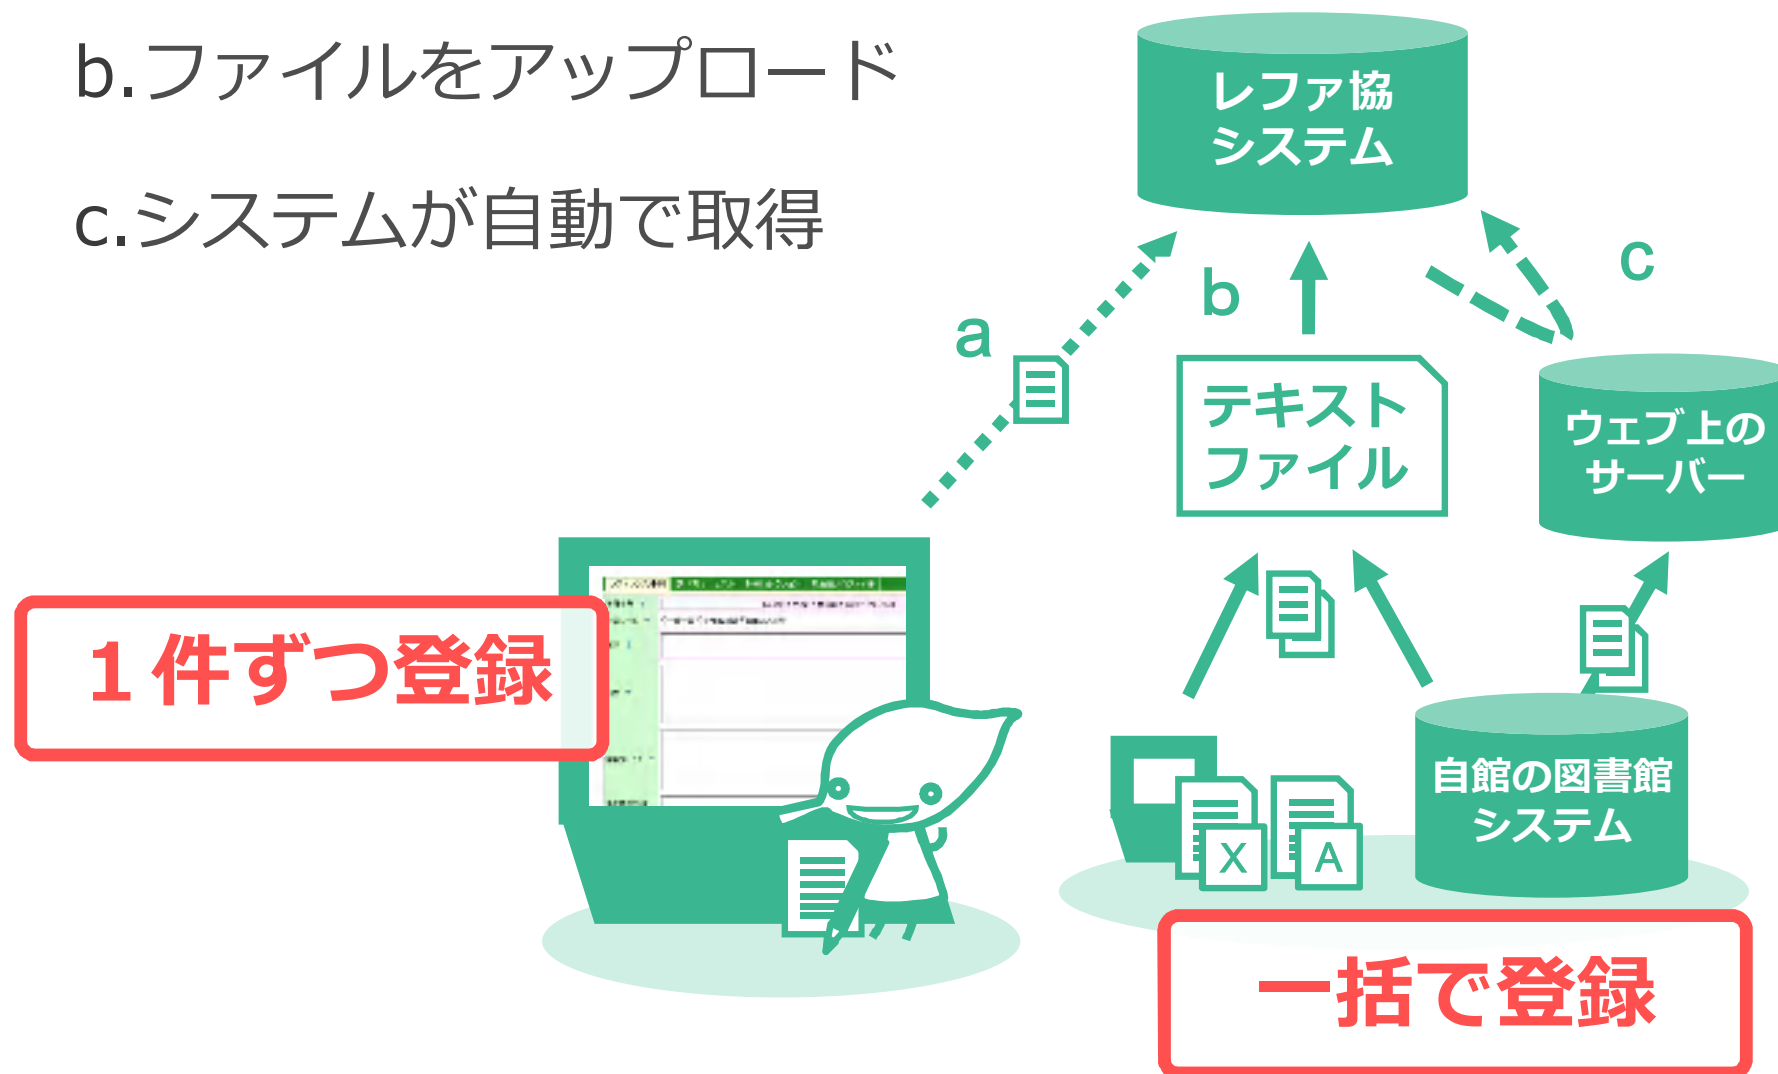 b.ファイルをアップロード
c.システムが自動で取得
レファ協
システム
a
b
c
テキスト
ファイル
ウェブ上の
サーバー
１件ずつ登録
自館の図書館
システム
X
A
一括で登録